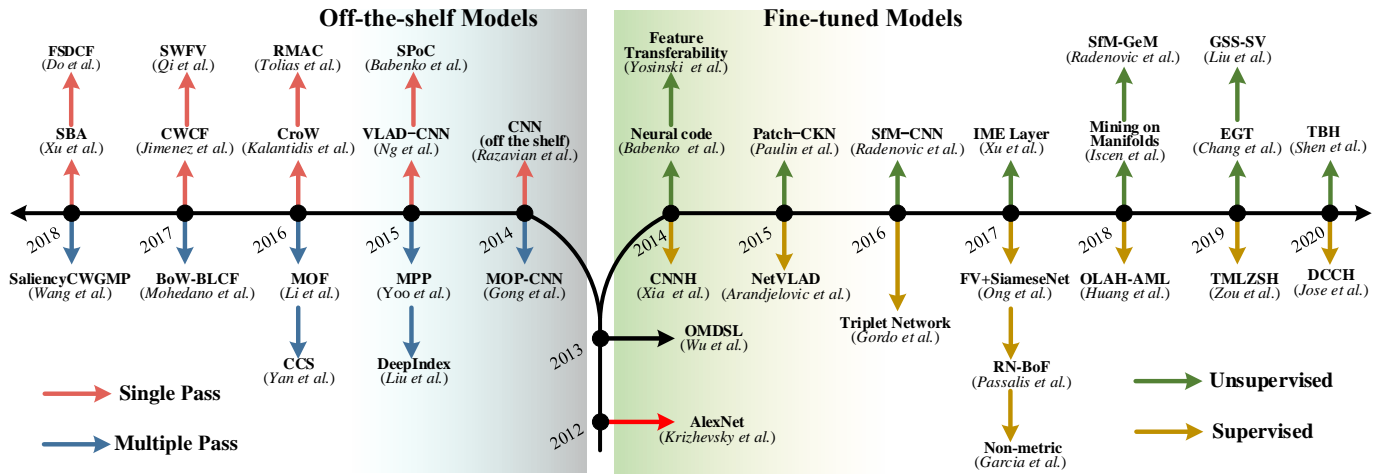 Off-the-shelf Models
Fine-tuned Models
FSDCF
(Do et al.)
SWFV
(Qi et al.)
RMAC
(Tolias et al.)
SPoC
(Babenko et al.)
Feature
Transferability
(Yosinski et al.)
SfM-GeM
(Radenovic et al.)
GSS-SV
(Liu et al.)
SBA
(Xu et al.)
CWCF
(Jimenez et al.)
CroW
(Kalantidis et al.)
VLAD-CNN
(Ng et al.)
CNN
(off the shelf)
(Razavian et al.)
Neural code
(Babenko et al.)
Patch-CKN
(Paulin et al.)
SfM-CNN
(Radenovic et al.)
IME Layer
(Xu et al.)
Mining on
Manifolds
(Iscen et al.)
EGT
(Chang et al.)
TBH
(Shen et al.)
2018
2017
2016
2015
2014
2014
2015
2016
2017
2018
2019
2020
SaliencyCWGMP
(Wang et al.)
BoW-BLCF
(Mohedano et al.)
MOF
(Li et al.)
MPP
(Yoo et al.)
MOP-CNN
(Gong et al.)
CNNH
(Xia et al.)
NetVLAD
(Arandjelovic et al.)
FV+SiameseNet
(Ong et al.)
OLAH-AML
(Huang et al.)
TMLZSH
(Zou et al.)
DCCH
(Jose et al.)
2013
OMDSL
(Wu et al.)
Triplet Network
(Gordo et al.)
CCS
(Yan et al.)
DeepIndex
(Liu et al.)
RN-BoF
(Passalis et al.)
Single Pass
Unsupervised
2012
AlexNet
(Krizhevsky et al.)
Multiple Pass
Supervised
Non-metric
(Garcia et al.)